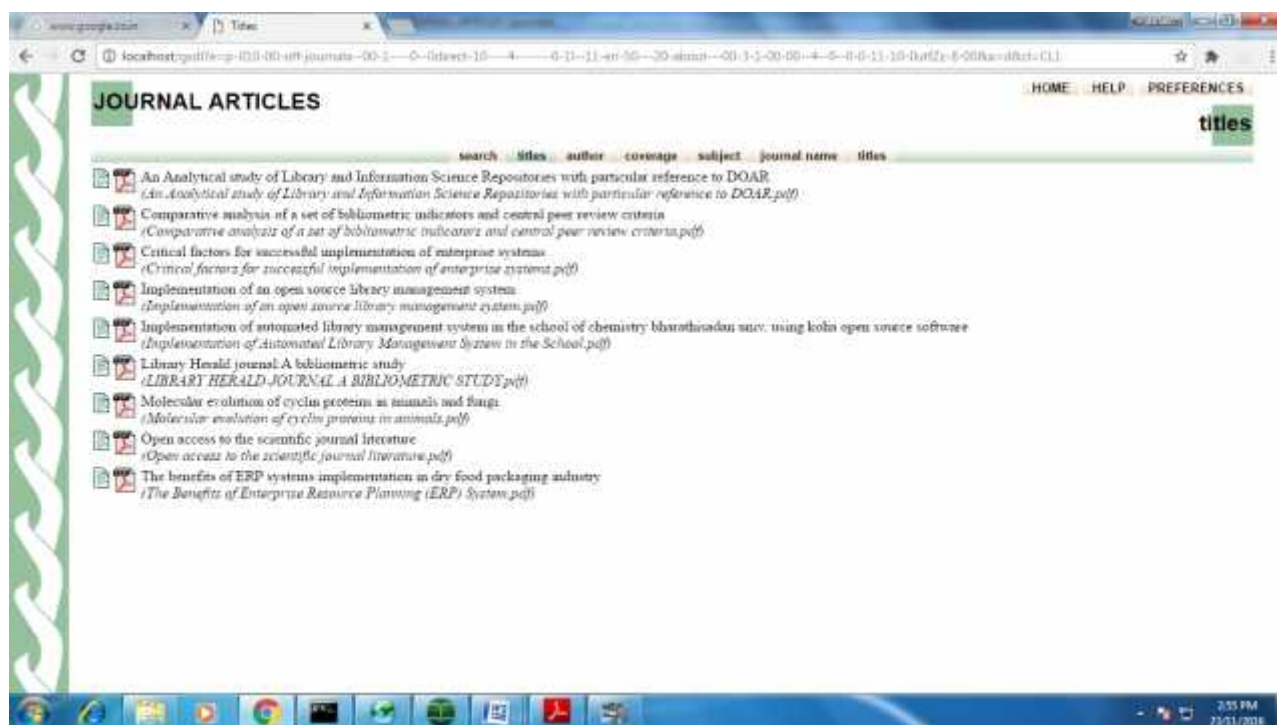 Titles
localhost
JOURNAL ARTICLES
HOME HELP PREFERENCES
titles
search titles author coverage subject journal name titles
An Analytical study of Library and Information Science Repositories with particular reference to DOAR
(An Analytical study of Library and Information Science Repositories with particular reference to DOAR.pdf)
Comparative analysis of a set of bibliometric indicators and central peer review criteria
(Comparative analysis of a set of bibliometric indicators and central peer review criteria.pdf)
Critical factors for successful implementation of enterprise systems
(Critical factors for successful implementation of enterprise systems.pdf)
Implementation of an open source library management system
(Implementation of an open source library management system.pdf)
Implementation of automated library management system in the school of chemistry univ. using koha open source software
(Implementation of Automated Library Management System in the School.pdf)
Library Herald journal A bibliometric study
(LIBRARY HERALD JOURNAL A BIBLIOMETRIC STUDY.pdf)
Molecular evolution of cyclin proteins in animals and fungi
(Molecular evolution of cyclin proteins in animals.pdf)
Open access to the scientific journal literature
(Open access to the scientific journal literature.pdf)
The benefits of ERP systems implementation in dry food packaging industry
(The Benefits of Enterprise Resource Planning (ERP) System.pdf)
2:55 PM